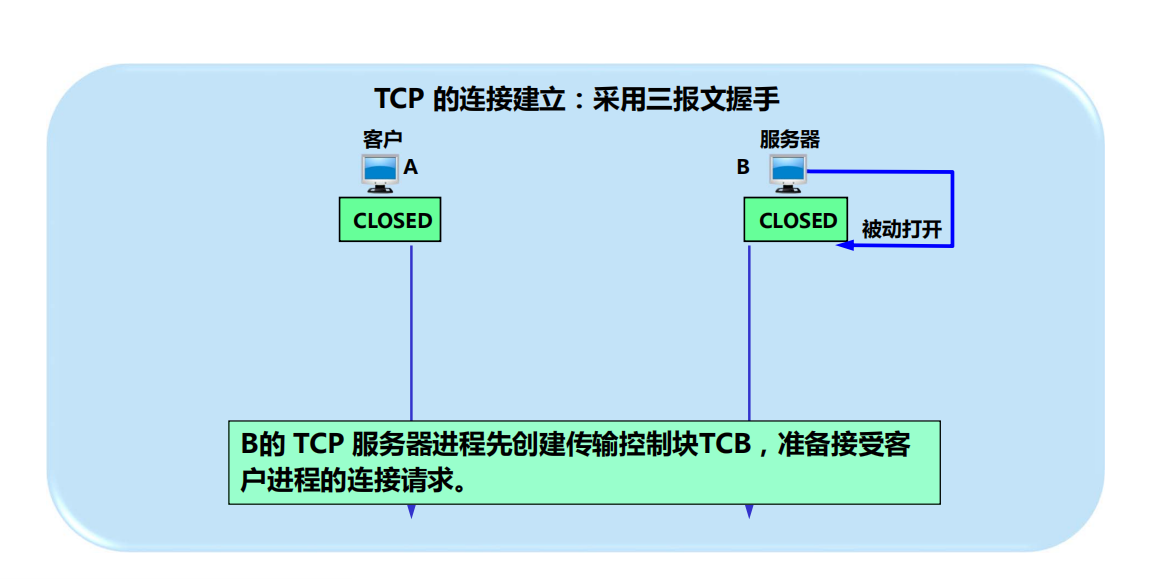 TCP 的连接建立：采用三报文握手
客户
服务器
A
B
CLOSED
CLOSED
被动打开
B的 TCP 服务器进程先创建传输控制块TCB，准备接受客
户进程的连接请求。